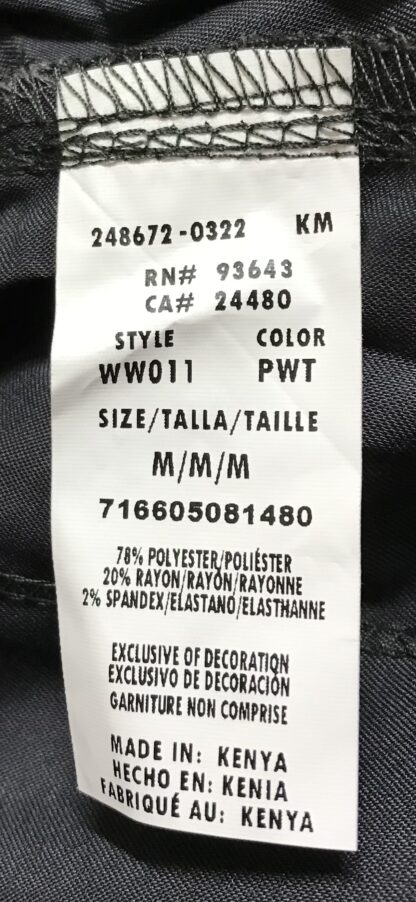 248672-0322 KM
RN# 93643
CA# 24480
STYLE COLOR
WW011 PWT
SIZE/TALLA/TAILLE
M/M/M
716605081480
78% POLYESTER/POLIÉSTER
20% RAYON/RAYÓN/RAYONNE
2% SPANDEX/ELASTANO/ELASTHANNE
EXCLUSIVE OF DECORATION
EXCLUSIVO DE DECORACIÓN
GARNITURE NON COMPRISE
MADE IN: KENYA
HECHO EN: KENIA
FABRIQUÉ AU: KENYA